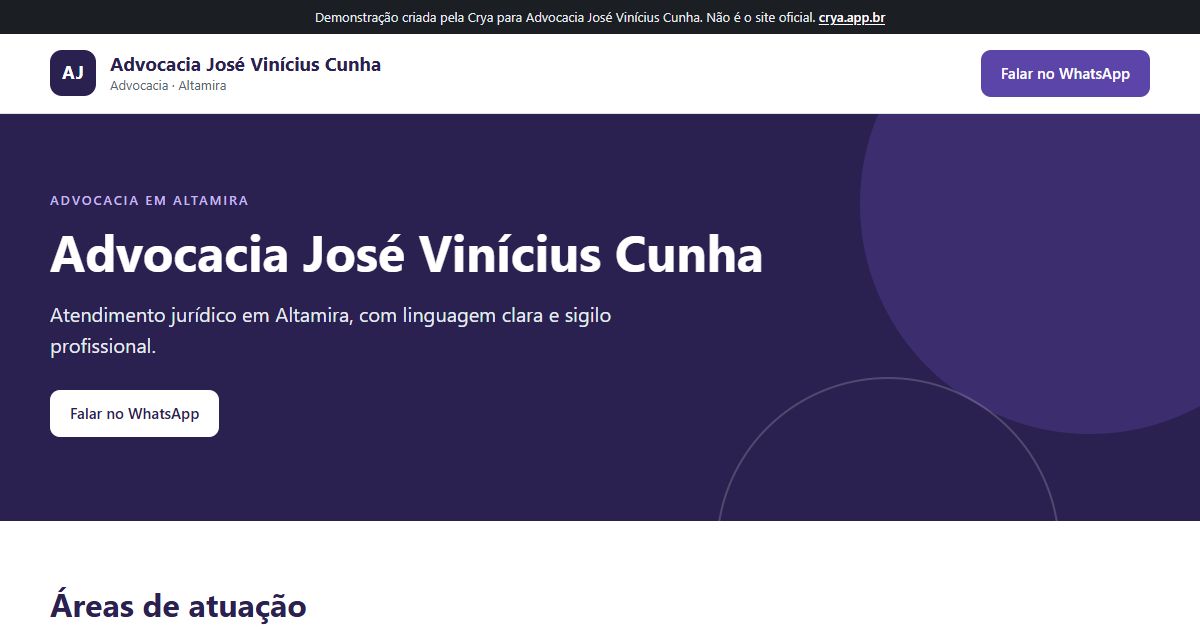 Demonstração criada pela Crya para Advocacia José Vinícius Cunha. Não é o site oficial. crya.app.br
AJ
Advocacia José Vinícius Cunha
Advocacia · Altamira
Falar no WhatsApp
ADVOCACIA EM ALTAMIRA
Advocacia José Vinícius Cunha
Atendimento jurídico em Altamira, com linguagem clara e sigilo
profissional.
Falar no WhatsApp
Áreas de atuação